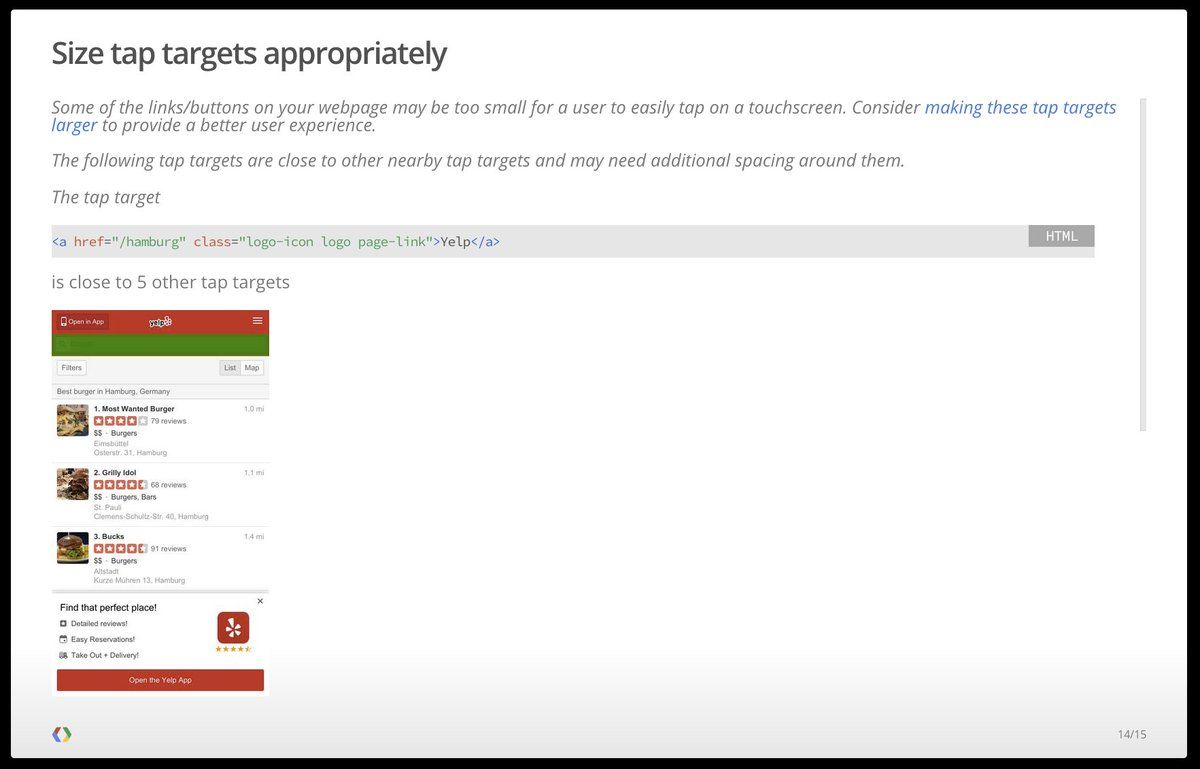 Size tap targets appropriately
Some of the links/buttons on your webpage may be too small for a user to easily tap on a touchscreen. Consider making these tap targets
larger to provide a better user experience.
The following tap targets are close to other nearby tap targets and may need additional spacing around them.
The tap target
<a href="/hamburg" class="logo-icon logo page-link">Yelp</a>
HTML
is close to 5 other tap targets
Open in App
yelp
Filters
List Map
Best burger in Hamburg, Germany
1. Most Wanted Burger 1.0 mi
79 reviews
$$ · Burgers
Eimsbüttel
Osterstr. 31, Hamburg
2. Grilly Idol 1.1 mi
68 reviews
$$ · Burgers, Bars
St. Pauli
Clemens-Schultz-Str. 40, Hamburg
3. Bucks 1.4 mi
91 reviews
$$ · Burgers
Altstadt
Kurze Mühren 13, Hamburg
Find that perfect place!
Detailed reviews!
Easy Reservations!
Take Out + Delivery!
Open the Yelp App
14/15